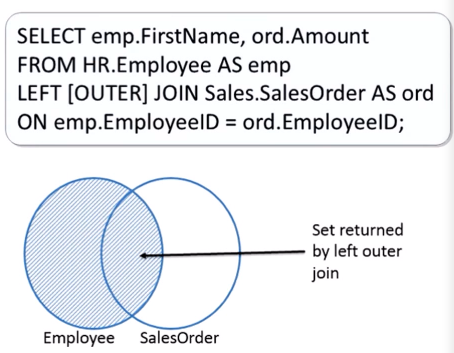 SELECT emp.FirstName, ord.Amount
FROM HR.Employee AS emp
LEFT [OUTER] JOIN Sales.SalesOrder AS ord
ON emp.EmployeeID = ord.EmployeeID;
Set returned
by left outer
join
Employee SalesOrder